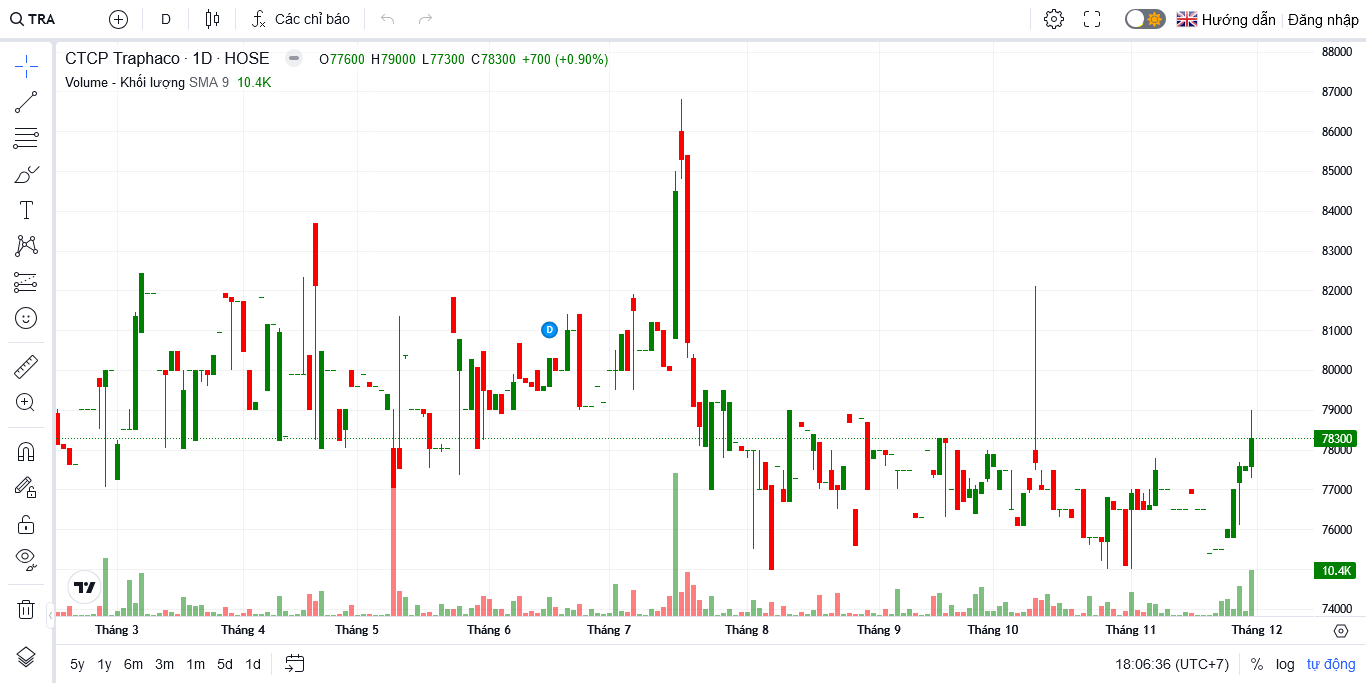 TRA D Các chỉ báo Hướng dẫn Đăng nhập
CTCP Traphaco · 1D · HOSE O77600 H79000 L77300 C78300 +700 (+0.90%)
Volume - Khối lượng SMA 9 10.4K
88000
87000
86000
85000
84000
83000
82000
81000
80000
79000
78300
78000
77000
76000
10.4K
74000
D
Tháng 3 Tháng 4 Tháng 5 Tháng 6 Tháng 7 Tháng 8 Tháng 9 Tháng 10 Tháng 11 Tháng 12
5y 1y 6m 3m 1m 5d 1d 18:06:36 (UTC+7) % log tự động